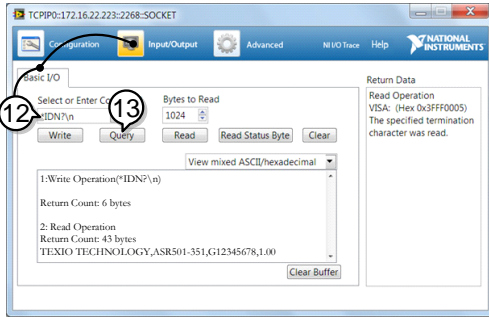 TCPIP0::172.16.22.223::2268::SOCKET
Configuration Input/Output Advanced NI I/O Trace Help NATIONAL INSTRUMENTS
Basic I/O
Return Data
Select or Enter Co
Bytes to Read
12
13
*IDN?\n
1024
Write Query Read Read Status Byte Clear
View mixed ASCII/hexadecimal
1:Write Operation(*IDN?\n)
Return Count: 6 bytes
2: Read Operation
Return Count: 43 bytes
TEXIO TECHNOLOGY,ASR501-351,G12345678,1.00
Clear Buffer
Read Operation
VISA: (Hex 0x3FFF0005)
The specified termination
character was read.